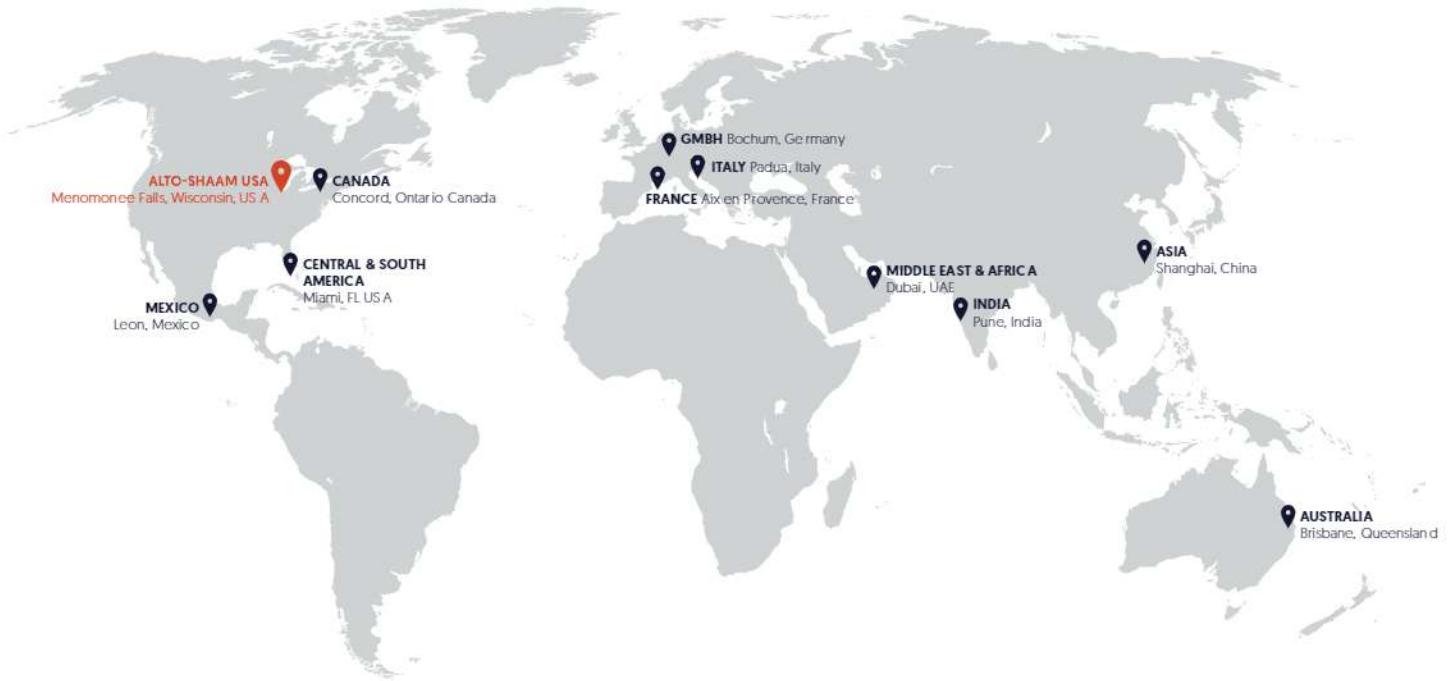 GMBH Bochum, Germany
ITALY Padua, Italy
FRANCE Aix en Provence, France
ALTO-SHAAM USA
Menomonee Falls, Wisconsin, US A
CANADA
Concord, Ontario Canada
CENTRAL & SOUTH
AMERICA
Miami, FL US A
MEXICO
Leon, Mexico
MIDDLE EAST & AFRICA
Dubai, UAE
INDIA
Pune, India
ASIA
Shanghai, China
AUSTRALIA
Brisbane, Queensland